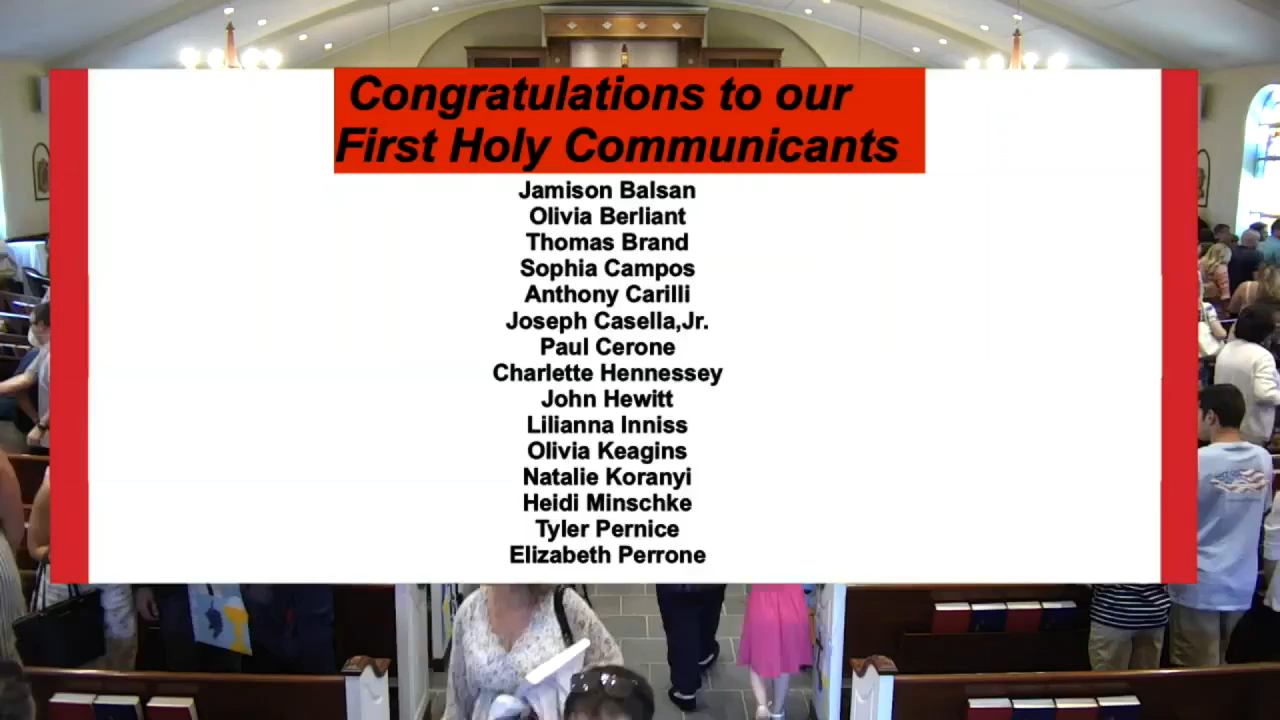 Congratulations to our
First Holy Communicants
Jamison Balsan
Olivia Berliant
Thomas Brand
Sophia Campos
Anthony Carilli
Joseph Casella,Jr.
Paul Cerone
Charlette Hennessey
John Hewitt
Lilianna Inniss
Olivia Keagins
Natalie Koranyi
Heidi Minschke
Tyler Pernice
Elizabeth Perrone